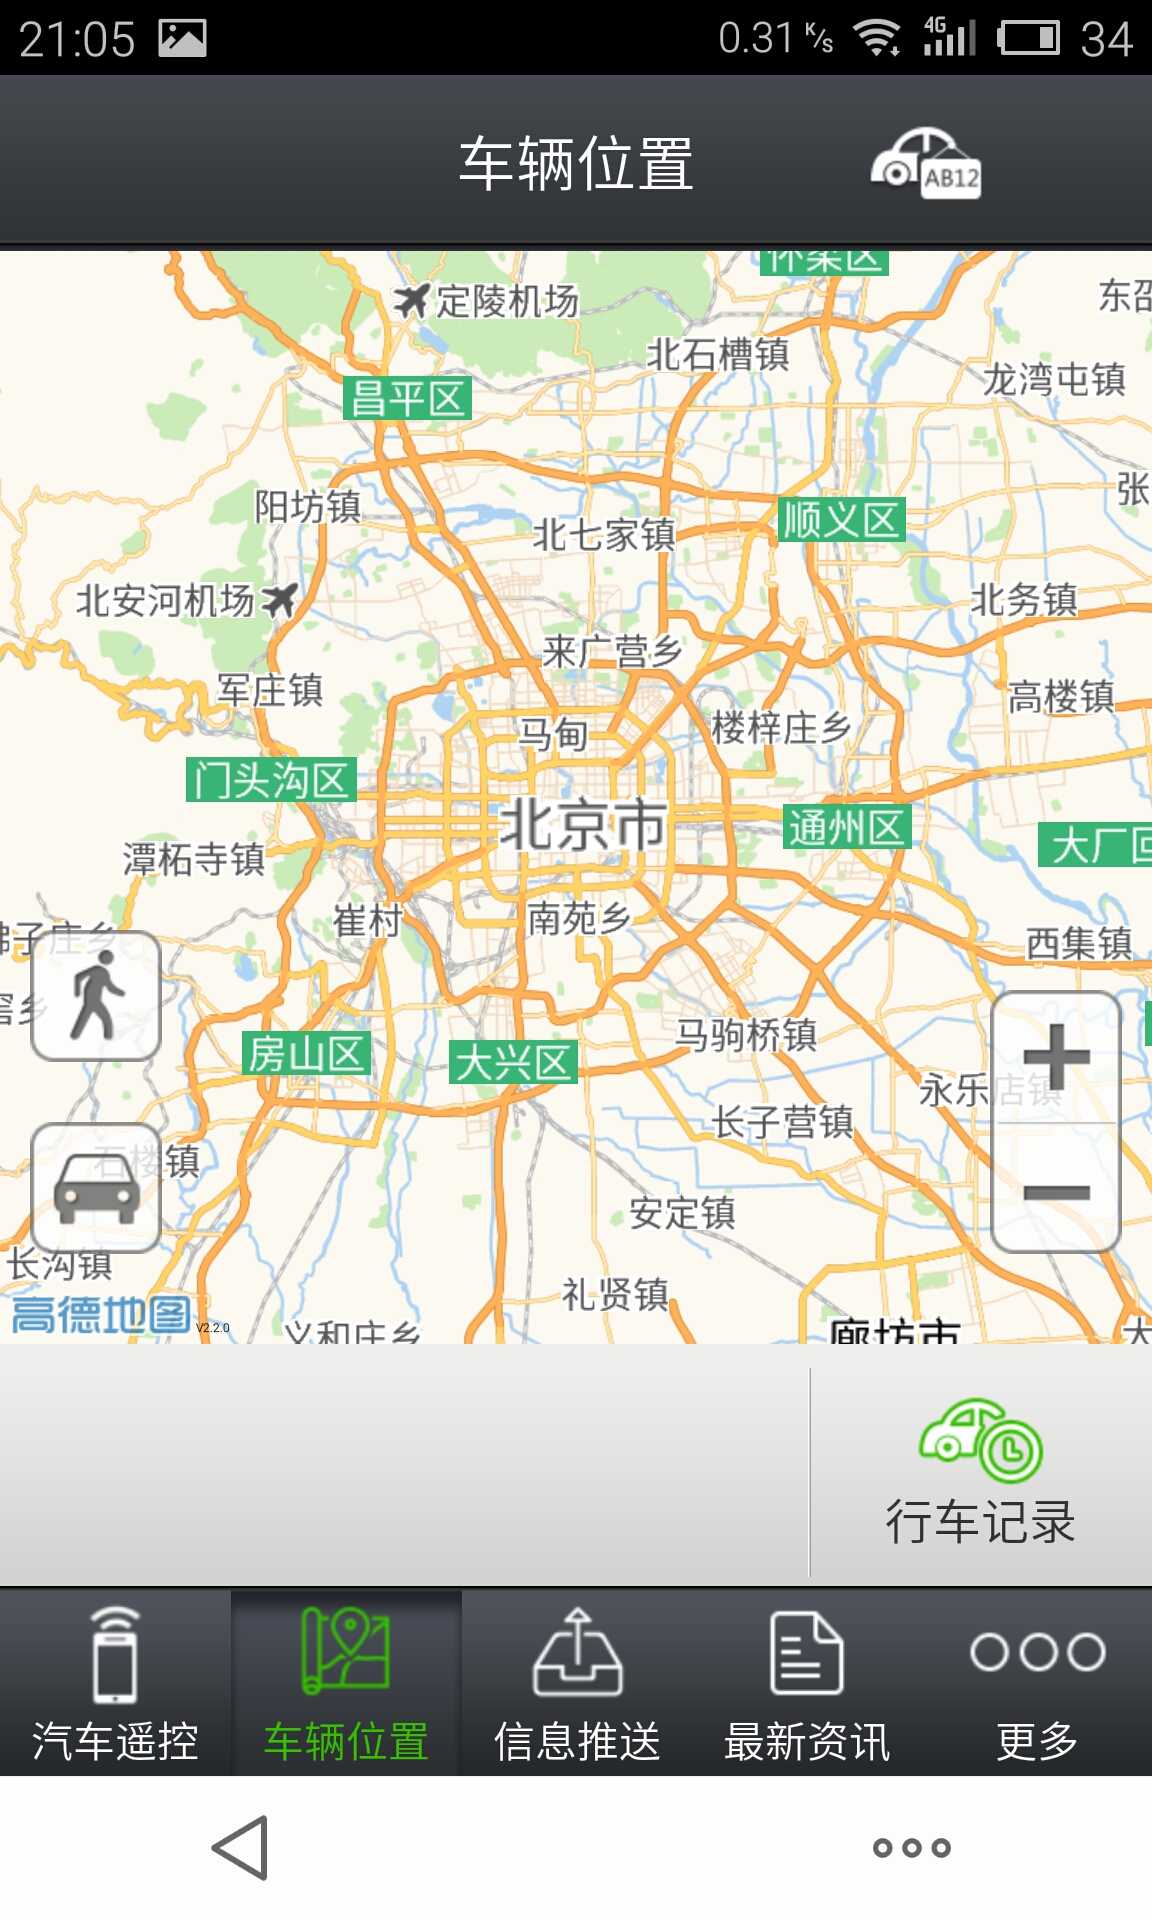 21:05
0.31 K/s
4G
34
车辆位置
AB12
怀柔区
定陵机场
北石槽镇
龙湾屯镇
昌平区
阳坊镇
顺义区
北七家镇
北安河机场
北务镇
来广营乡
军庄镇
高楼镇
马甸
楼梓庄乡
门头沟区
北京市
通州区
潭柘寺镇
崔村
南苑乡
西集镇
房山区
大兴区
马驹桥镇
永乐店镇
长子营镇
石楼镇
安定镇
长沟镇
礼贤镇
高德地图 V2.2.0
义和庄乡
廊坊市
行车记录
汽车遥控
车辆位置
信息推送
最新资讯
更多